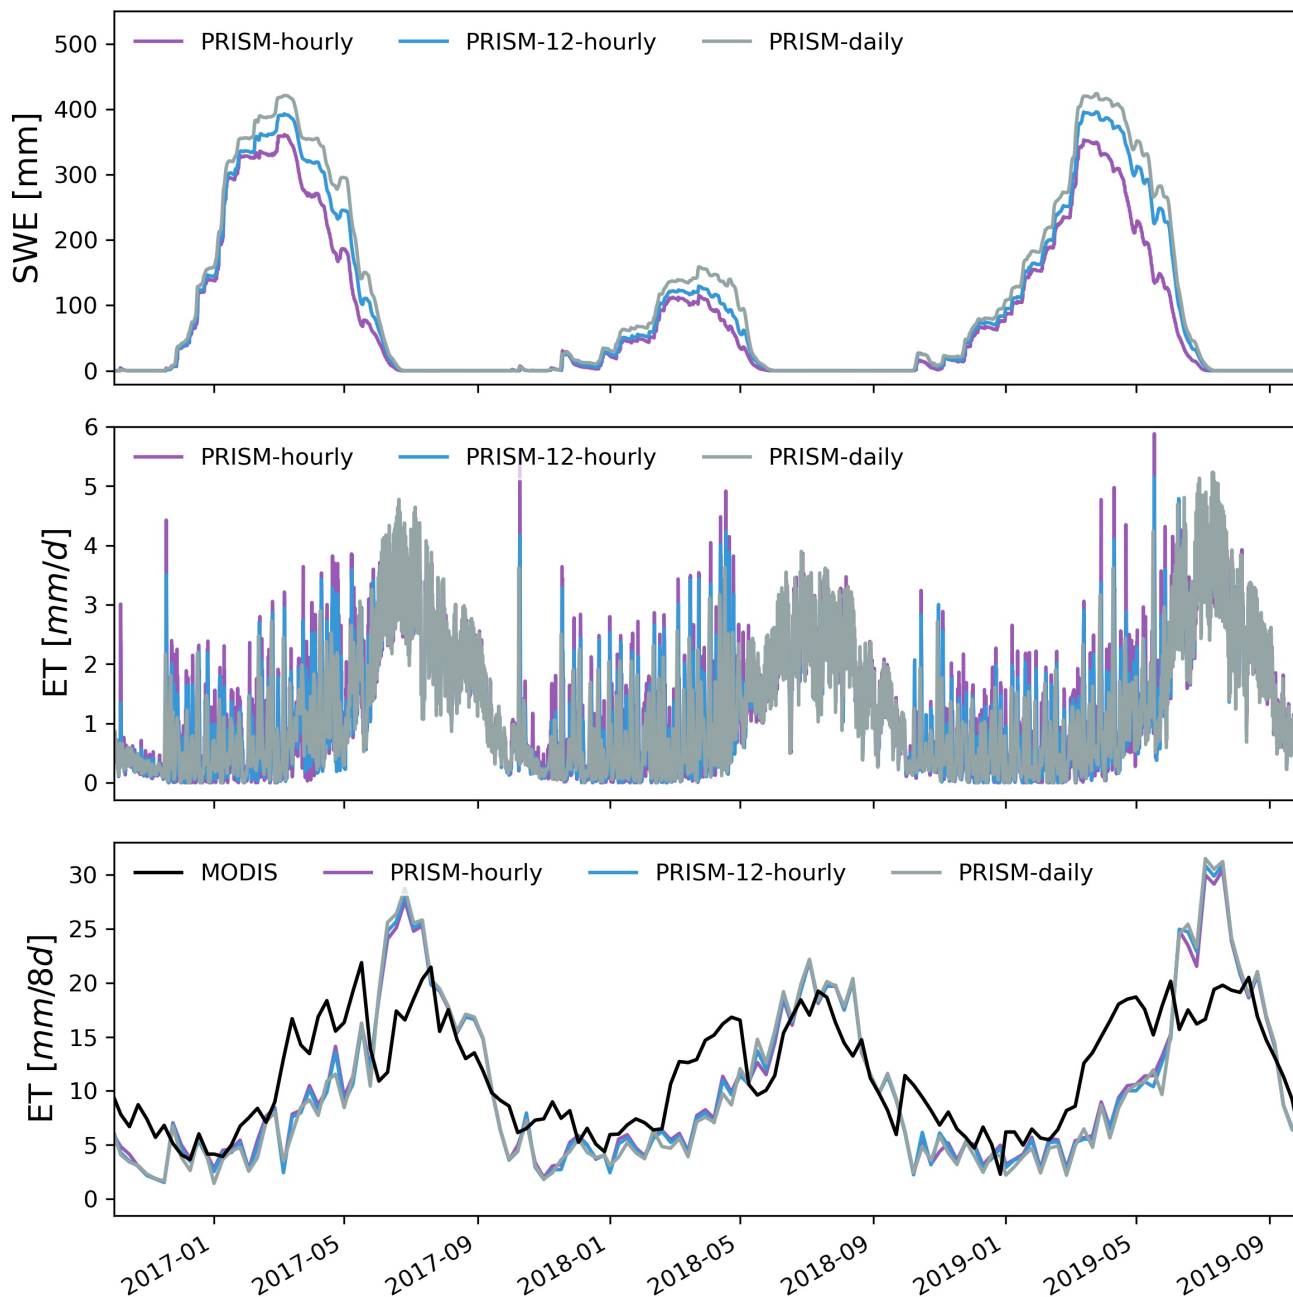 PRISM-hourly PRISM-12-hourly PRISM-daily
SWE [mm]
500
400
300
200
100
0
PRISM-hourly PRISM-12-hourly PRISM-daily
ET [mm/d]
6
5
4
3
2
1
0
MODIS PRISM-hourly PRISM-12-hourly PRISM-daily
ET [mm/8d]
30
25
20
15
10
5
0
2017-01 2017-05 2017-09 2018-01 2018-05 2018-09 2019-01 2019-05 2019-09